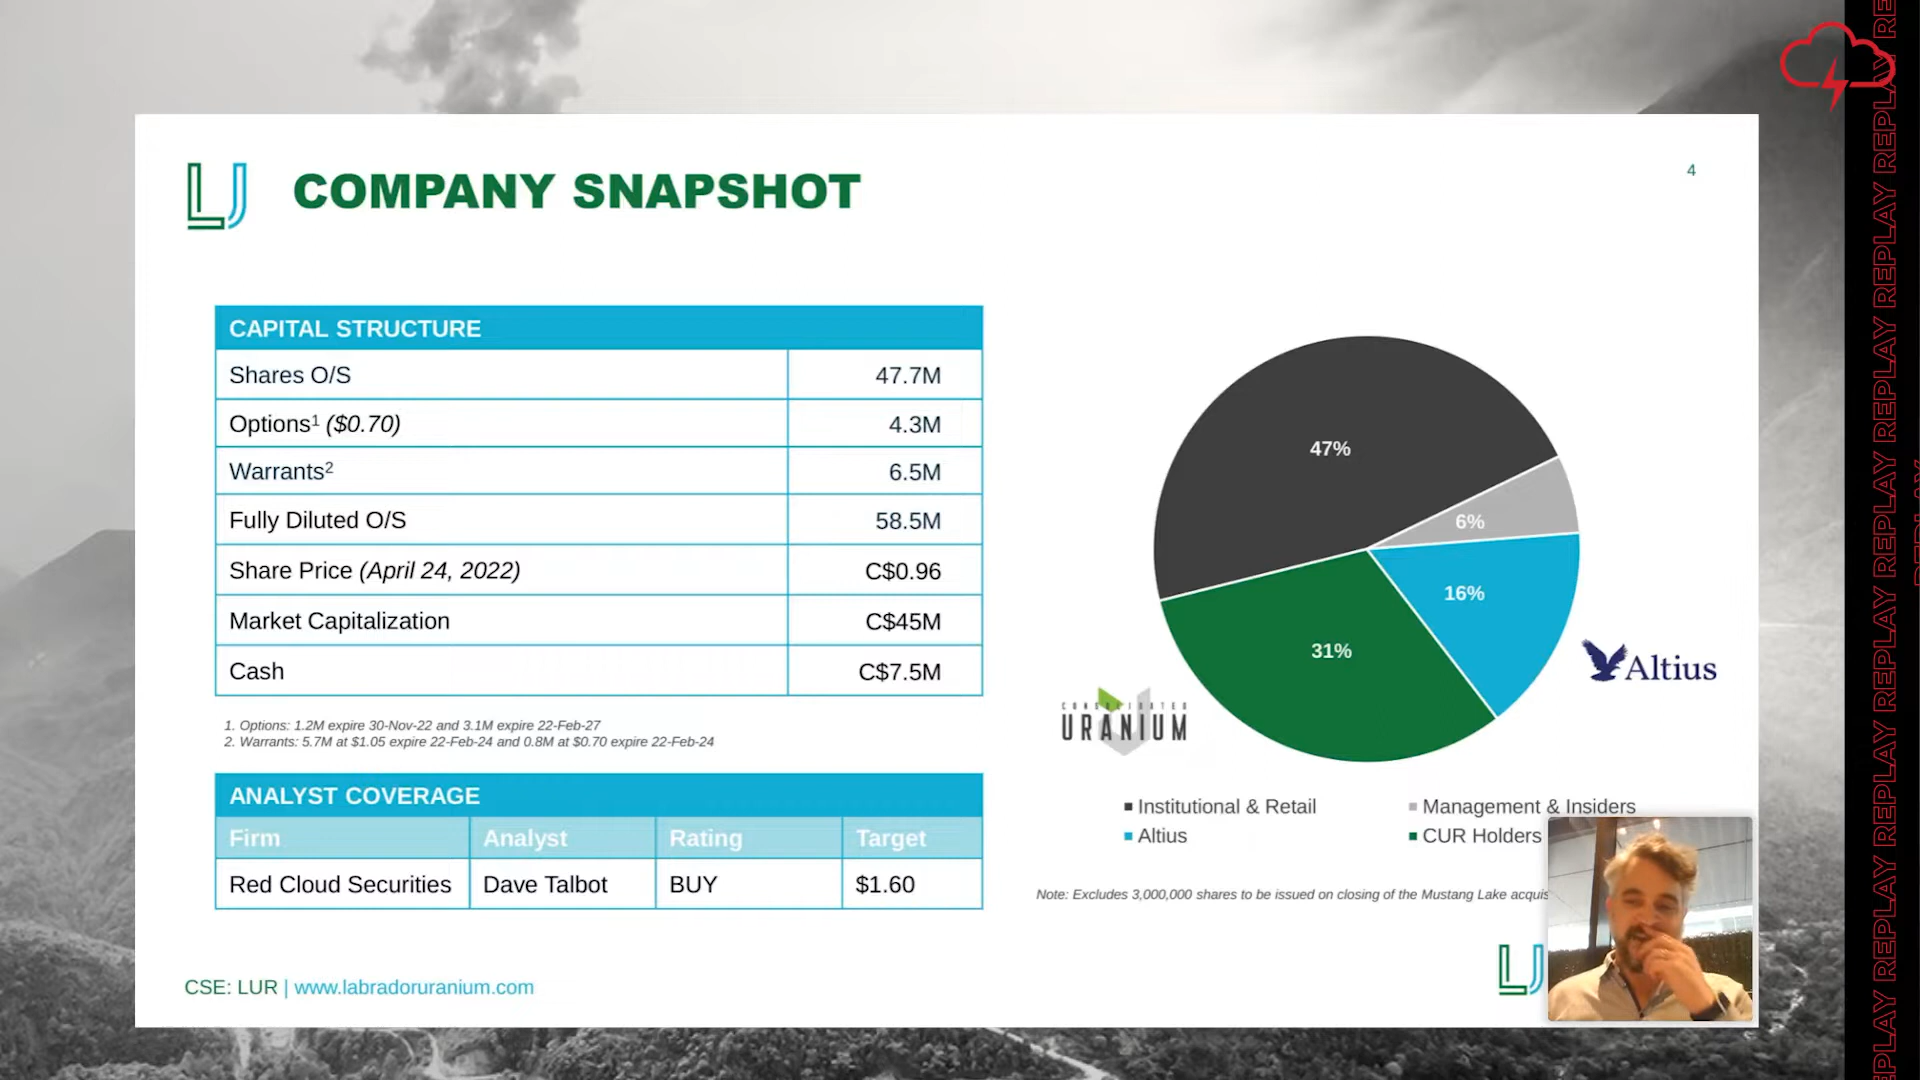 COMPANY SNAPSHOT
4
CAPITAL STRUCTURE
Shares O/S 47.7M
Options¹ ($0.70) 4.3M
Warrants² 6.5M
Fully Diluted O/S 58.5M
Share Price (April 24, 2022) C$0.96
Market Capitalization C$45M
Cash C$7.5M
1. Options: 1.2M expire 30-Nov-22 and 3.1M expire 22-Feb-27
2. Warrants: 5.7M at $1.05 expire 22-Feb-24 and 0.8M at $0.70 expire 22-Feb-24
ANALYST COVERAGE
Firm Analyst Rating Target
Red Cloud Securities Dave Talbot BUY $1.60
47%
6%
16%
31%
Altius
CONSOLIDATED
URANIUM
Institutional & Retail
Management & Insiders
Altius
CUR Holders
Note: Excludes 3,000,000 shares to be issued on closing of the Mustang Lake acquis
CSE: LUR | www.labradoruranium.com
LU
REPLAY REPLAY REPLAY REPLAY REPLAY REPLAY REPLAY REPLAY REPLAY